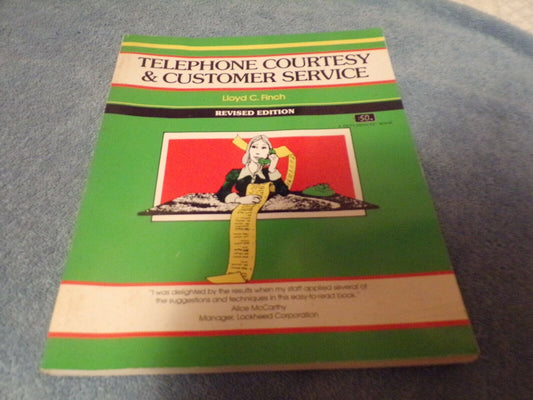 TELEPHONE COURTESY
& CUSTOMER SERVICE
Lloyd C. Finch
REVISED EDITION
50
"I was delighted by the results when my staff applied several of
the suggestions and techniques in this easy-to-read book."
Alice McCarthy
Manager, Lockheed Corporation